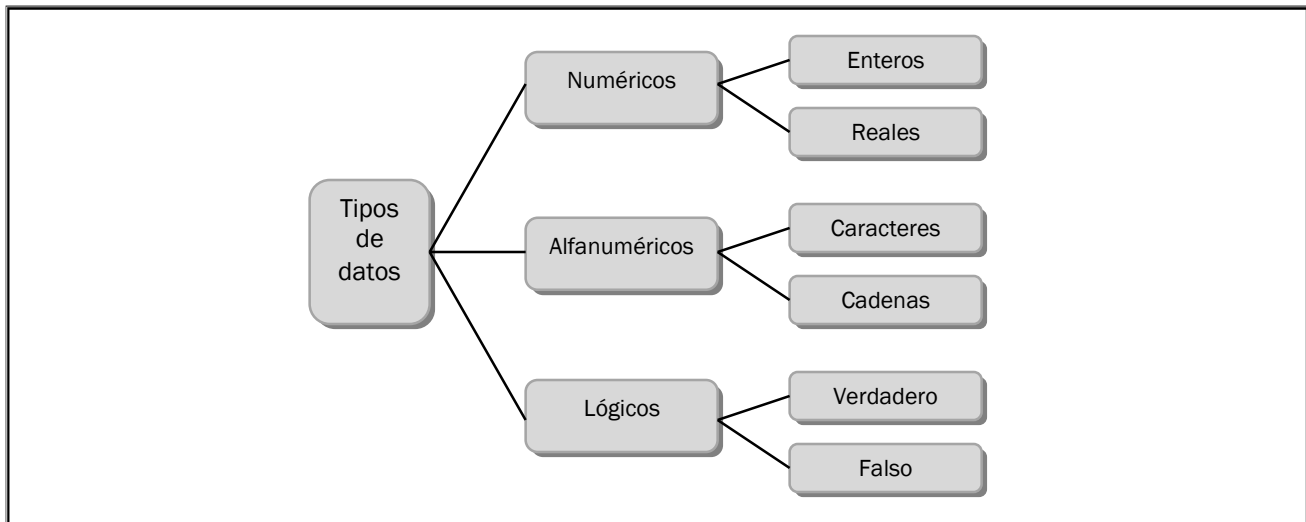 Tipos
de
datos
Numéricos
Enteros
Reales
Alfanuméricos
Caracteres
Cadenas
Lógicos
Verdadero
Falso